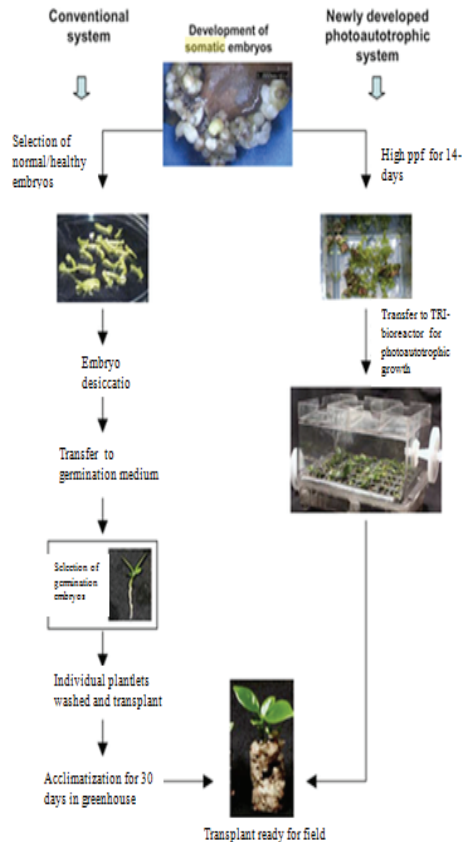 Conventional
system
Development of
somatic embryos
Newly developed
photoautotrophic
system
Selection of
normal/healthy
embryos
High ppf for 14-
days
Embryo
desiccatio
Transfer to TRI-
bioreactor for
photoautotrophic
growth
Transfer to
germination medium
Selection of
germination
embryos
Individual plantlets
washed and transplant
Acclimatization for 30
days in greenhouse
Transplant ready for field